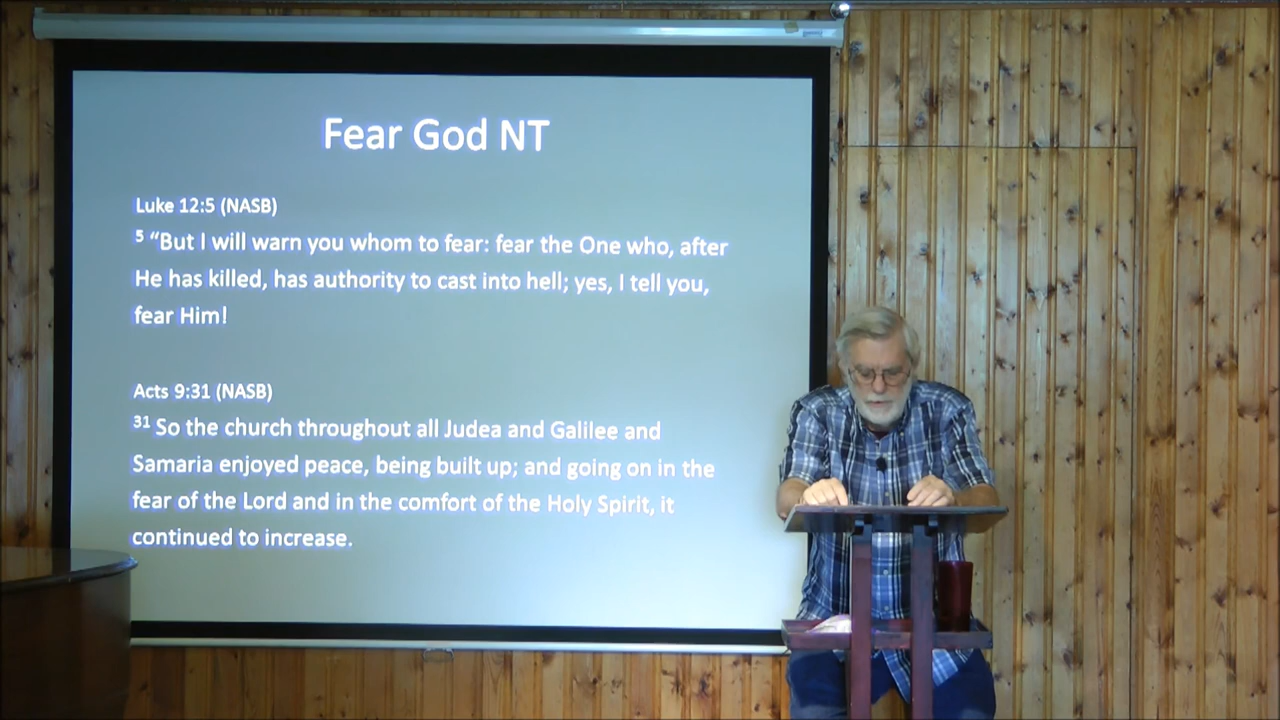 Fear God NT
Luke 12:5 (NASB)
5 “But I will warn you whom to fear: fear the One who, after
He has killed, has authority to cast into hell; yes, I tell you,
fear Him!
Acts 9:31 (NASB)
31 So the church throughout all Judea and Galilee and
Samaria enjoyed peace, being built up; and going on in the
fear of the Lord and in the comfort of the Holy Spirit, it
continued to increase.